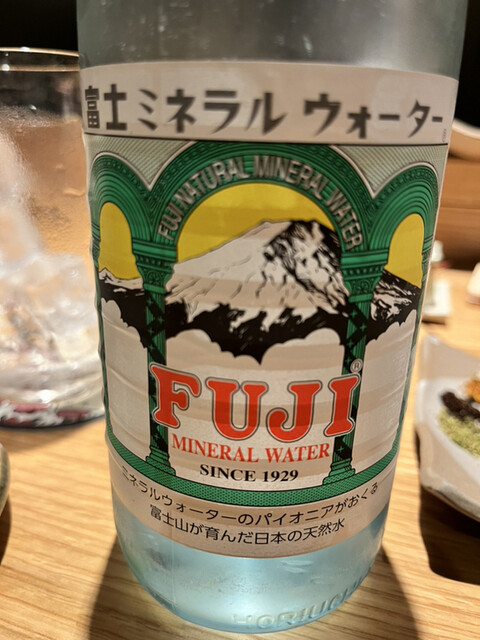 富士ミネラル ウォーター
FUJI NATURAL MINERAL WATER
FUJI®
MINERAL WATER
SINCE 1929
ミネラルウォーターのパイオニアがおくる
富士山が育んだ日本の天然水